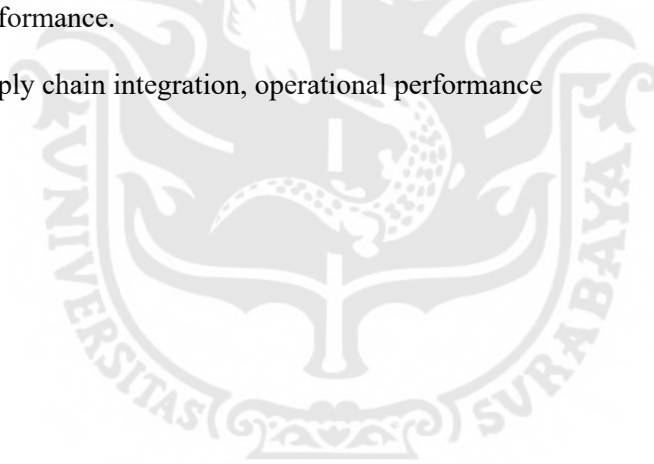 formance.
ply chain integration, operational performance
UNIVERSITAS SURABAYA